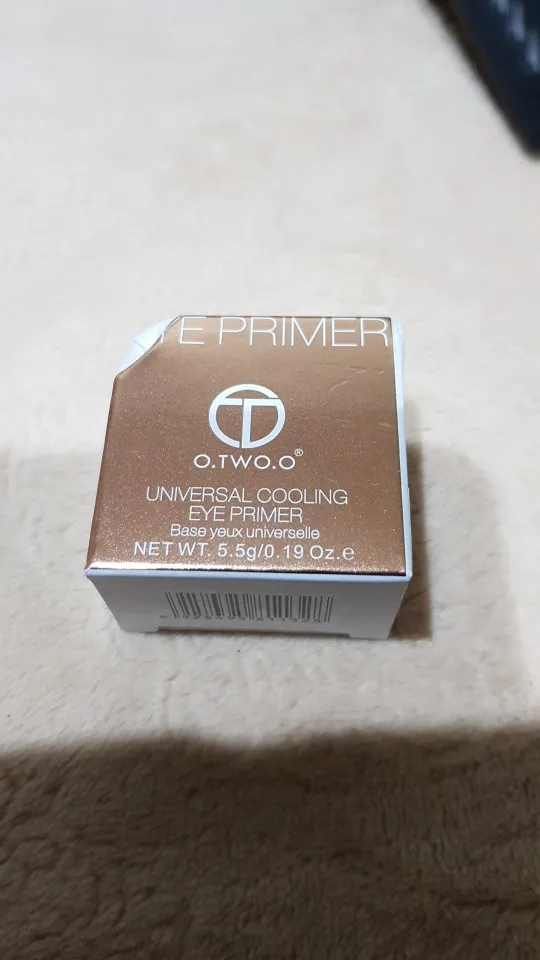 YE PRIMER
O.TWO.O®
UNIVERSAL COOLING
EYE PRIMER
Base yeux universelle
NET WT. 5.5g/0.19 Oz.e